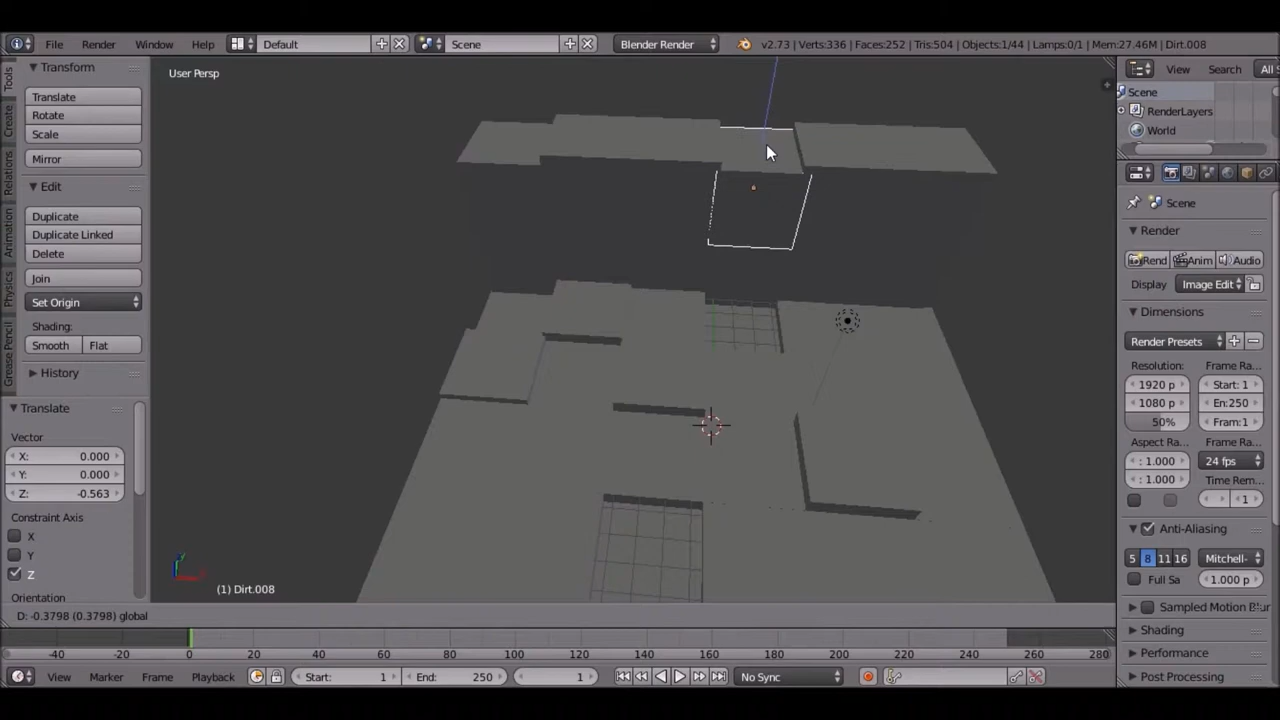 File Render Window Help Default Scene Blender Render v2.73 | Verts:336 | Faces:252 | Tris:504 | Objects:1/44 | Lamps:0/1 | Mem:27.46M | Dirt.008
Tools
Create
Relations
Animation
Physics
Grease Pencil
Transform
Translate
Rotate
Scale
Mirror
Edit
Duplicate
Duplicate Linked
Delete
Join
Set Origin
Shading:
Smooth Flat
History
Translate
Vector
X: 0.000
Y: 0.000
Z: -0.563
Constraint Axis
X
Y
Z
Orientation
User Persp
(1) Dirt.008
D: -0.3798 (0.3798) global
View Search All
Scene
RenderLayers
World
Scene
Render
Rend Anim Audio
Display Image Edit
Dimensions
Render Presets
Resolution: Frame Ra
1920 p Start: 1
1080 p En:250
50% Fram:1
Aspect Ra... Frame Ra...
: 1.000 24 fps
: 1.000 Time Rem...
1
Anti-Aliasing
5 8 11 16 Mitchell-
Full Sa 1.000 p
Sampled Motion Blur
Shading
Performance
Post Processing
-40 -20 0 20 40 60 80 100 120 140 160 180 200 220 240 260 280
View Marker Frame Playback Start: 1 End: 250 1 No Sync